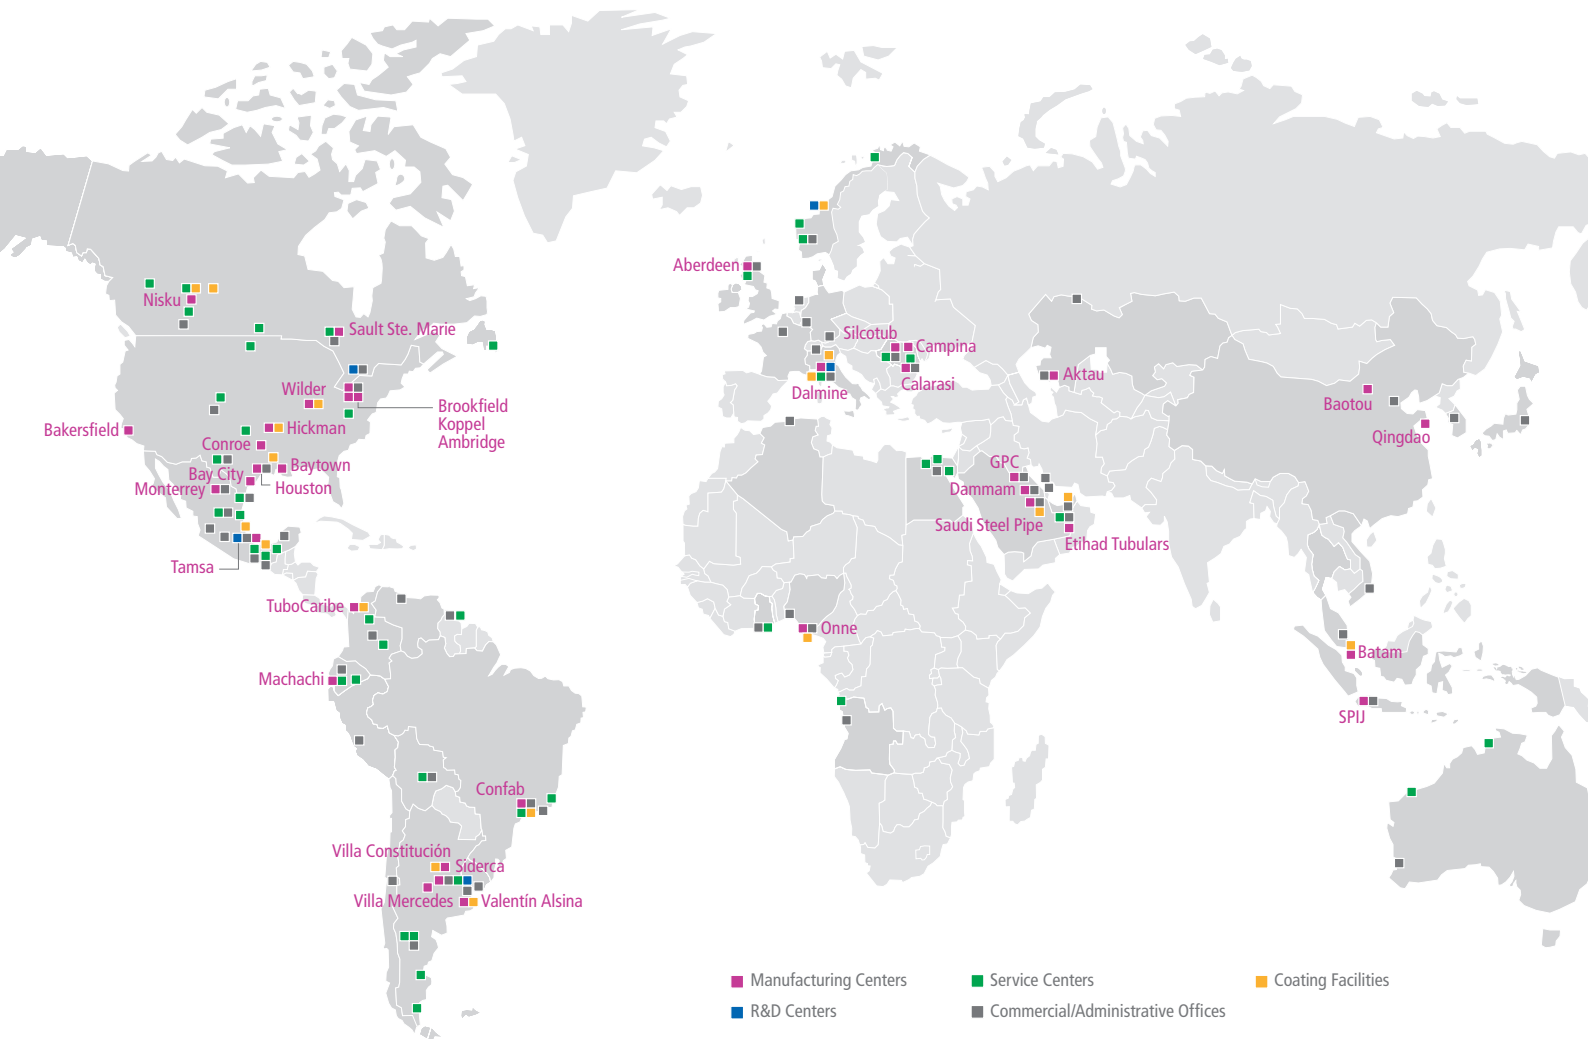 Aberdeen
Nisku
Sault Ste. Marie
Silcotub
Campina
Wilder
Calarasi
Aktau
Dalmine
Baotou
Brookfield
Koppel
Ambridge
Bakersfield
Hickman
Qingdao
Conroe
Bay City
Baytown
GPC
Monterrey
Houston
Dammam
Saudi Steel Pipe
Etihad Tubulars
Tamsa
TuboCaribe
Onne
Batam
Machachi
SPIJ
Confab
Villa Constitución
Siderca
Villa Mercedes
Valentín Alsina
Manufacturing Centers
Service Centers
Coating Facilities
R&D Centers
Commercial/Administrative Offices